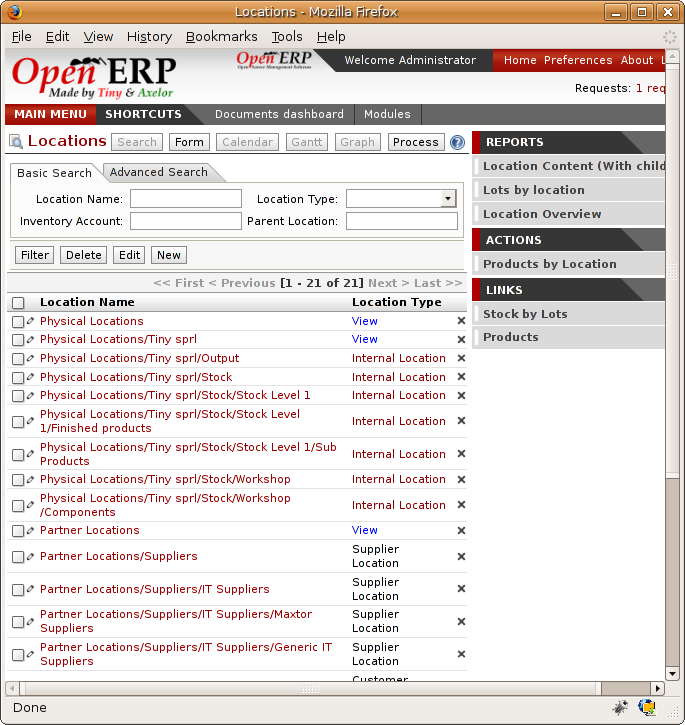 Locations - Mozilla Firefox
File Edit View History Bookmarks Tools Help
Open ERP
Made by Tiny & Axelor
Open ERP
Open Source Management Software
Welcome Administrator
Home Preferences About L
Requests: 1 req
MAIN MENU SHORTCUTS Documents dashboard Modules
Locations Search Form Calendar Gantt Graph Process ?
Basic Search Advanced Search
Location Name: Location Type:
Inventory Account: Parent Location:
Filter Delete Edit New
<< First < Previous [1 - 21 of 21] Next > Last >>
Location Name Location Type
Physical Locations View
Physical Locations/Tiny sprl View
Physical Locations/Tiny sprl/Output Internal Location
Physical Locations/Tiny sprl/Stock Internal Location
Physical Locations/Tiny sprl/Stock/Stock Level 1 Internal Location
Physical Locations/Tiny sprl/Stock/Stock Level
1/Finished products Internal Location
Physical Locations/Tiny sprl/Stock/Stock Level 1/Sub
Products Internal Location
Physical Locations/Tiny sprl/Stock/Workshop Internal Location
Physical Locations/Tiny sprl/Stock/Workshop
/Components Internal Location
Partner Locations View
Partner Locations/Suppliers Supplier
Location
Partner Locations/Suppliers/IT Suppliers Supplier
Location
Partner Locations/Suppliers/IT Suppliers/Maxtor Supplier
Suppliers Location
Partner Locations/Suppliers/IT Suppliers/Generic IT Supplier
Suppliers Location
Customer
REPORTS
Location Content (With child
Lots by location
Location Overview
ACTIONS
Products by Location
LINKS
Stock by Lots
Products
Done